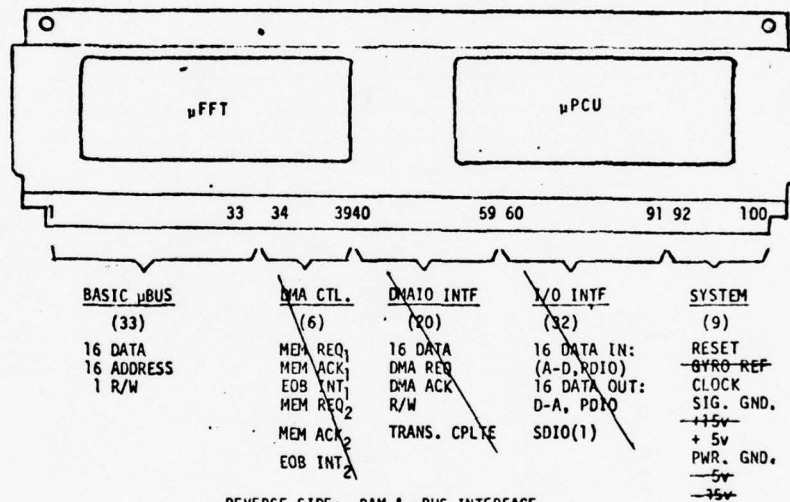 µFFT µPCU
1 33 34 3940 59 60 91 92 100
BASIC µBUS DMA CTL. DMAIO INTF I/O INTF SYSTEM
(33) (6) (20) (32) (9)
16 DATA MEM REQ1 16 DATA 16 DATA IN: RESET
16 ADDRESS MEM ACK1 DMA REQ (A-D,PDIO) GYRO REF
1 R/W EOB INT1 DMA ACK 16 DATA OUT: CLOCK
MEM REQ2 R/W D-A, PDIO SIG. GND.
+15v
MEM ACK2 TRANS. CPLTE SDIO(1) + 5v
PWR. GND.
EOB INT2 -5v
-15v
REVERSE SIDE: RAM & BUS INTERFACE